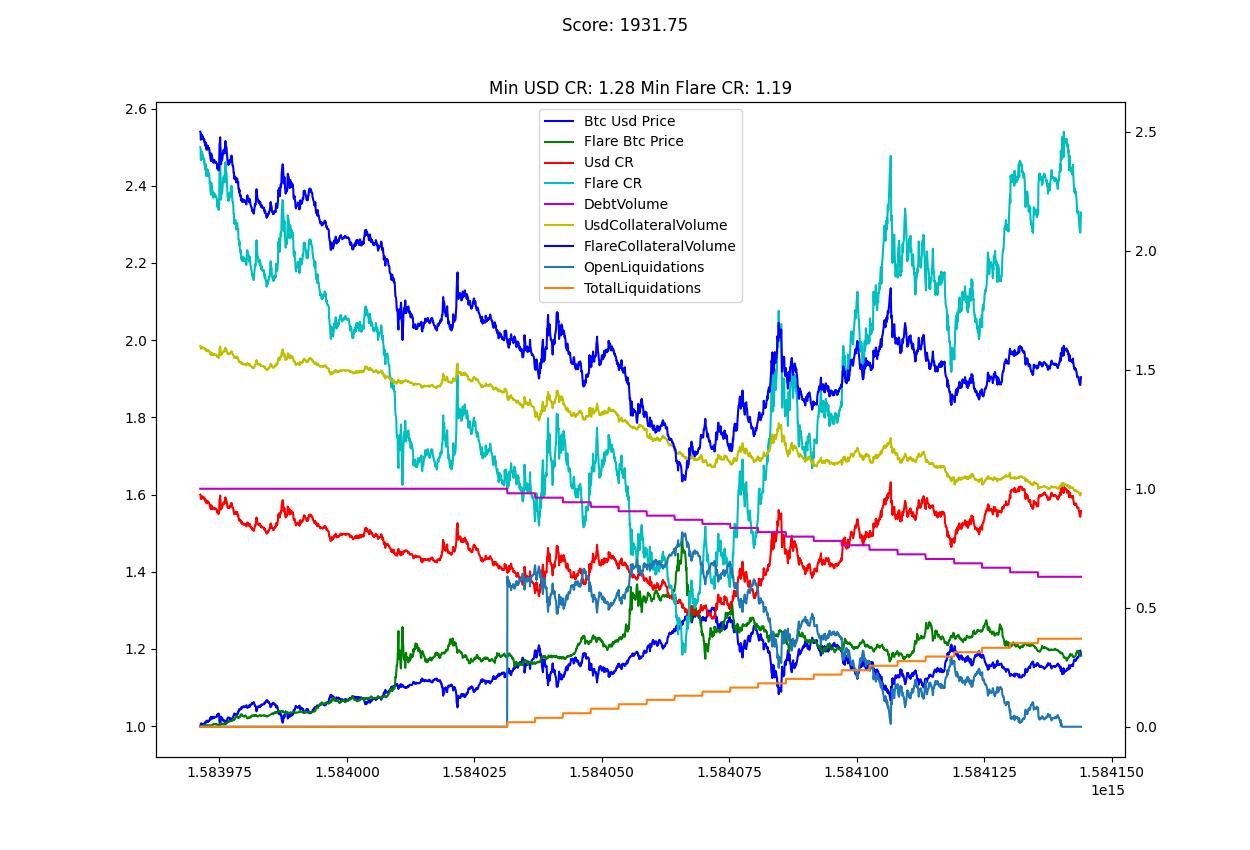 Score: 1931.75
Min USD CR: 1.28 Min Flare CR: 1.19
2.6
2.4
2.2
2.0
1.8
1.6
1.4
1.2
1.0
Btc Usd Price
Flare Btc Price
Usd CR
Flare CR
DebtVolume
UsdCollateralVolume
FlareCollateralVolume
OpenLiquidations
TotalLiquidations
2.5
2.0
1.5
1.0
0.5
0.0
1.583975 1.584000 1.584025 1.584050 1.584075 1.584100 1.584125 1.584150
1e15